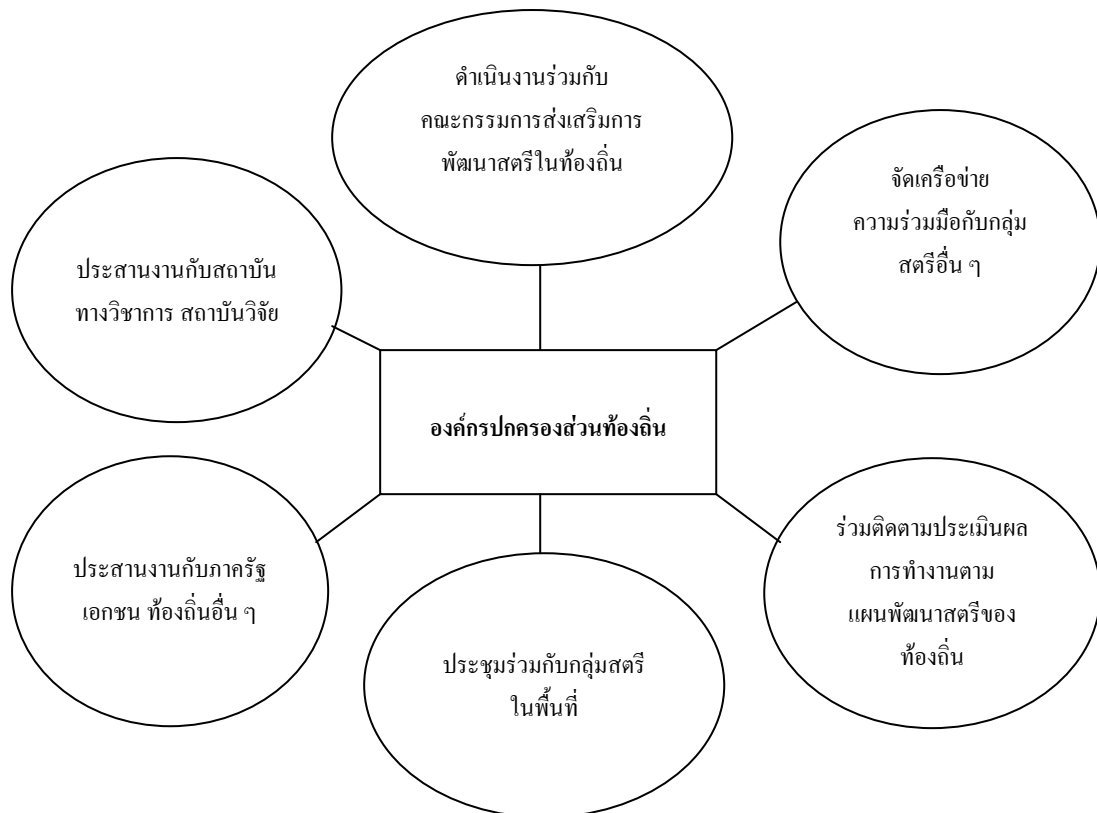 ดำเนินงานร่วมกับ
คณะกรรมการส่งเสริมการ
พัฒนาสตรีในท้องถิ่น
จัดเครือข่าย
ความร่วมมือกับกลุ่ม
สตรีอื่น ๆ
ประสานงานกับสถาบัน
ทางวิชาการ สถาบันวิจัย
องค์กรปกครองส่วนท้องถิ่น
ประสานงานกับภาครัฐ
เอกชน ท้องถิ่นอื่น ๆ
ร่วมติดตามประเมินผล
การทำงานตาม
แผนพัฒนาสตรีของ
ท้องถิ่น
ประชุมร่วมกับกลุ่มสตรี
ในพื้นที่